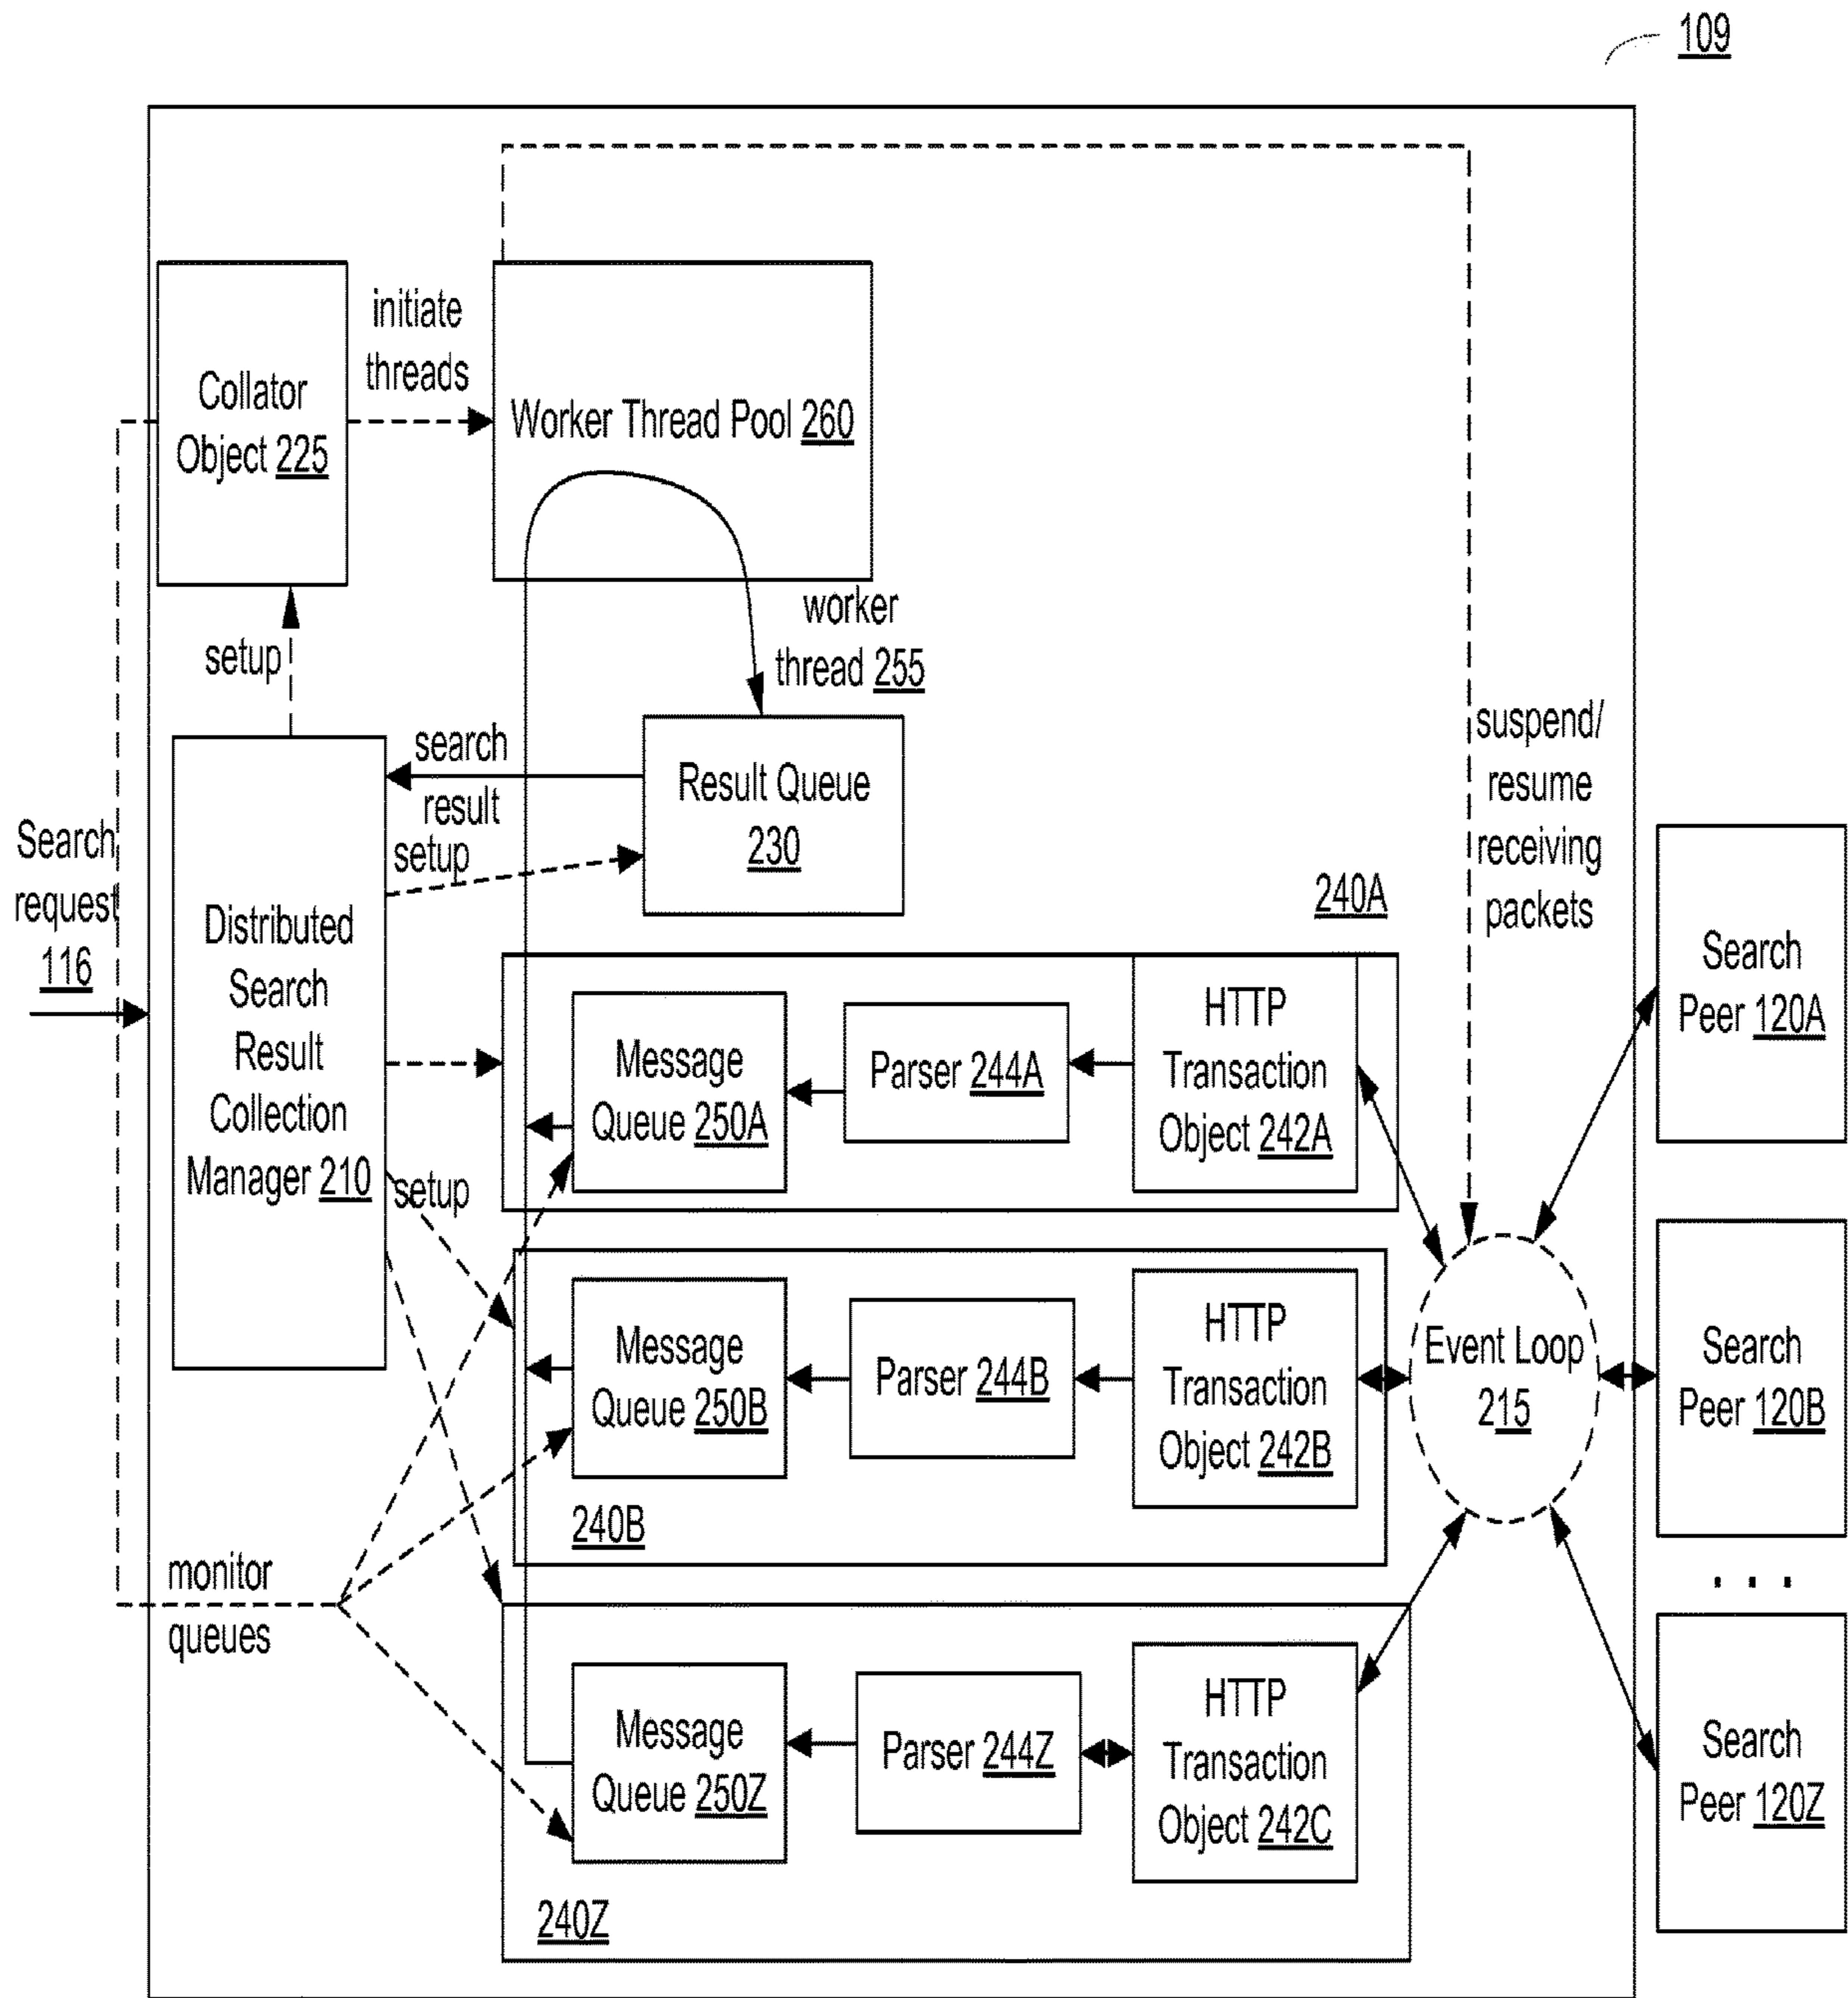 109
initiate
threads
Collator
Object 225
Worker Thread Pool 260
worker
thread 255
setup
search
result
Result Queue
230
setup
suspend/
resume
receiving
packets
Search
request
116
Distributed
Search
Result
Collection
Manager 210
setup
240A
Message
Queue 250A
Parser 244A
HTTP
Transaction
Object 242A
Search
Peer 120A
Message
Queue 250B
Parser 244B
HTTP
Transaction
Object 242B
240B
Event Loop
215
Search
Peer 120B
. . .
monitor
queues
Message
Queue 250Z
Parser 244Z
HTTP
Transaction
Object 242C
240Z
Search
Peer 120Z